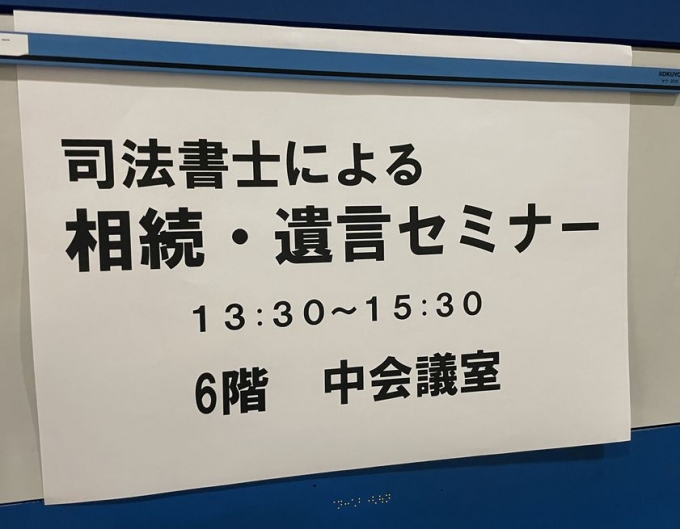 KOKUYO
司法書士による
相続・遺言セミナー
13:30～15:30
6階　中会議室